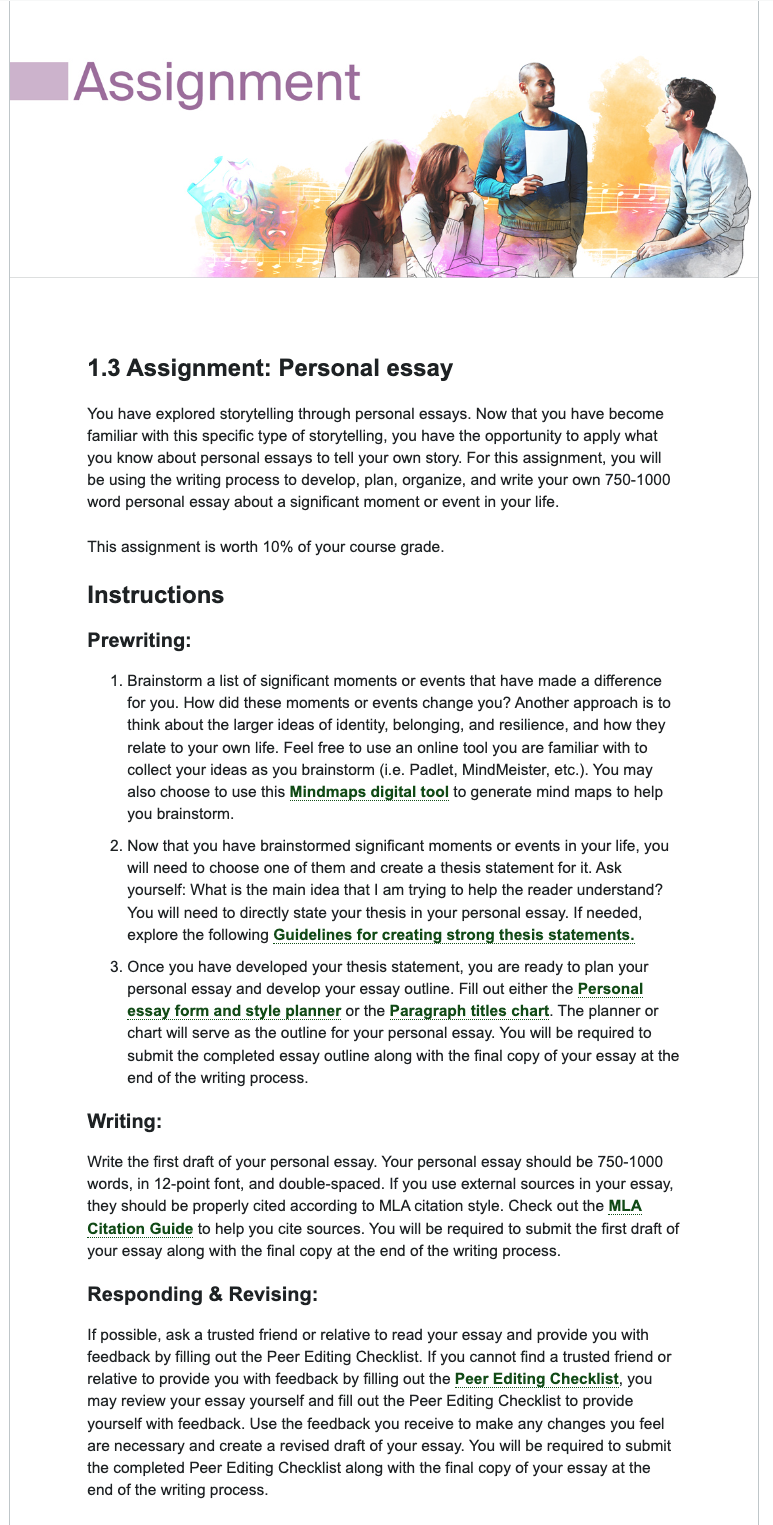 Assignment
1.3 Assignment: Personal essay
You have explored storytelling through personal essays. Now that you have become
familiar with this specific type of storytelling, you have the opportunity to apply what
you know about personal essays to tell your own story. For this assignment, you will
be using the writing process to develop, plan, organize, and write your own 750-1000
word personal essay about a significant moment or event in your life.
This assignment is worth 10% of your course grade.
Instructions
Prewriting:
1. Brainstorm a list of significant moments or events that have made a difference
for you. How did these moments or events change you? Another approach is to
think about the larger ideas of identity, belonging, and resilience, and how they
relate to your own life. Feel free to use an online tool you are familiar with to
collect your ideas as you brainstorm (i.e. Padlet, MindMeister, etc.). You may
also choose to use this Mindmaps digital tool to generate mind maps to help
you brainstorm.
2. Now that you have brainstormed significant moments or events in your life, you
will need to choose one of them and create a thesis statement for it. Ask
yourself: What is the main idea that I am trying to help the reader understand?
You will need to directly state your thesis in your personal essay. If needed,
explore the following Guidelines for creating strong thesis statements.
3. Once you have developed your thesis statement, you are ready to plan your
personal essay and develop your essay outline. Fill out either the Personal
essay form and style planner or the Paragraph titles chart. The planner or
chart will serve as the outline for your personal essay. You will be required to
submit the completed essay outline along with the final copy of your essay at the
end of the writing process.
Writing:
Write the first draft of your personal essay. Your personal essay should be 750-1000
words, in 12-point font, and double-spaced. If you use external sources in your essay,
they should be properly cited according to MLA citation style. Check out the MLA
Citation Guide to help you cite sources. You will be required to submit the first draft of
your essay along with the final copy at the end of the writing process.
Responding & Revising:
If possible, ask a trusted friend or relative to read your essay and provide you with
feedback by filling out the Peer Editing Checklist. If you cannot find a trusted friend or
relative to provide you with feedback by filling out the Peer Editing Checklist, you
may review your essay yourself and fill out the Peer Editing Checklist to provide
yourself with feedback. Use the feedback you receive to make any changes you feel
are necessary and create a revised draft of your essay. You will be required to submit
the completed Peer Editing Checklist along with the final copy of your essay at the
end of the writing process.